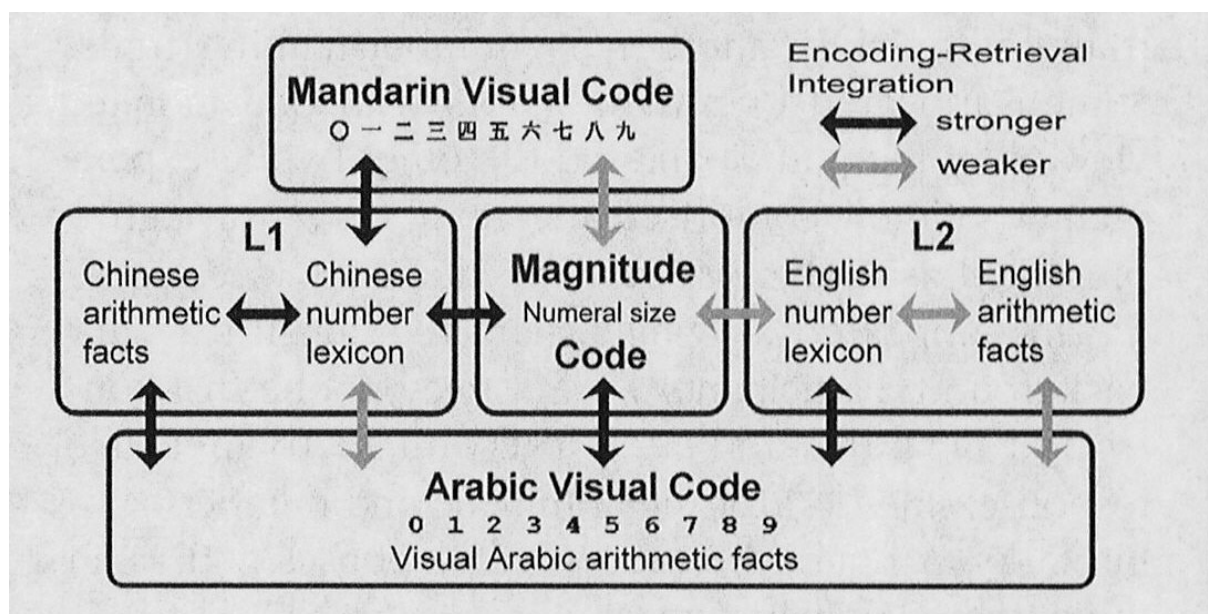 Mandarin Visual Code
〇 一 二 三 四 五 六 七 八 九
Encoding-Retrieval
Integration
stronger
weaker
L1
Chinese
arithmetic
facts
Chinese
number
lexicon
Magnitude
Numeral size
Code
L2
English
number
lexicon
English
arithmetic
facts
Arabic Visual Code
0 1 2 3 4 5 6 7 8 9
Visual Arabic arithmetic facts